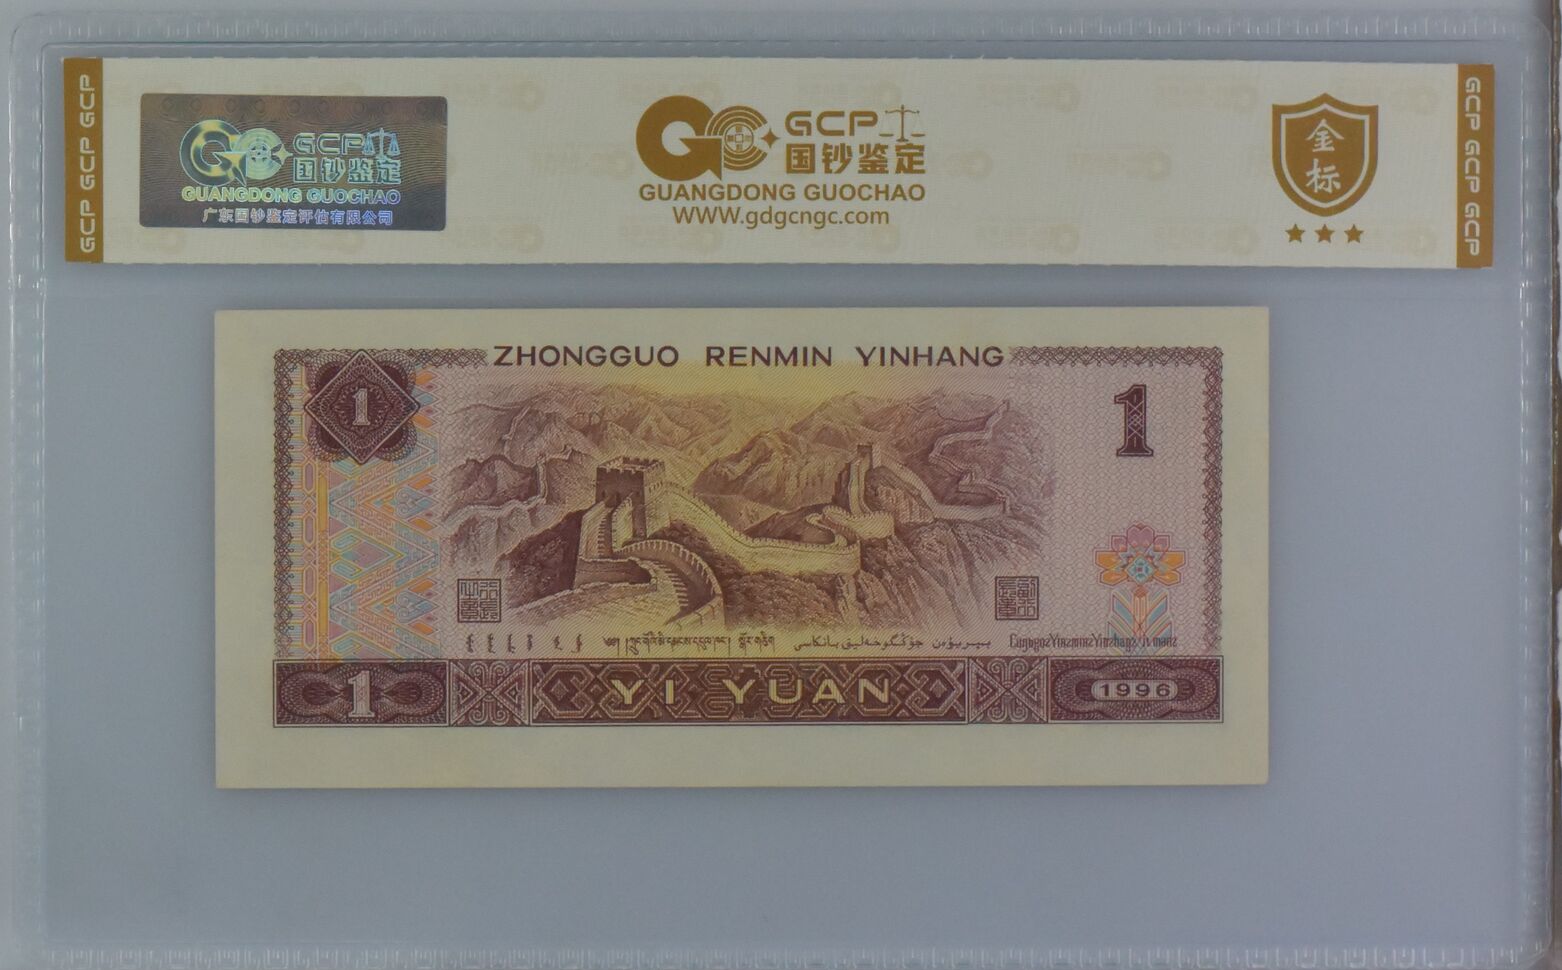 GCP GCP GCP
GCP
国钞鉴定
GUANGDONG GUOCHAO
广东国钞鉴定评估有限公司
GCP
国钞鉴定
GUANGDONG GUOCHAO
WWW.gdgcngc.com
金
标
GCP GCP GCP
ZHONGGUO RENMIN YINHANG
1
1
1 YI YUAN 1996